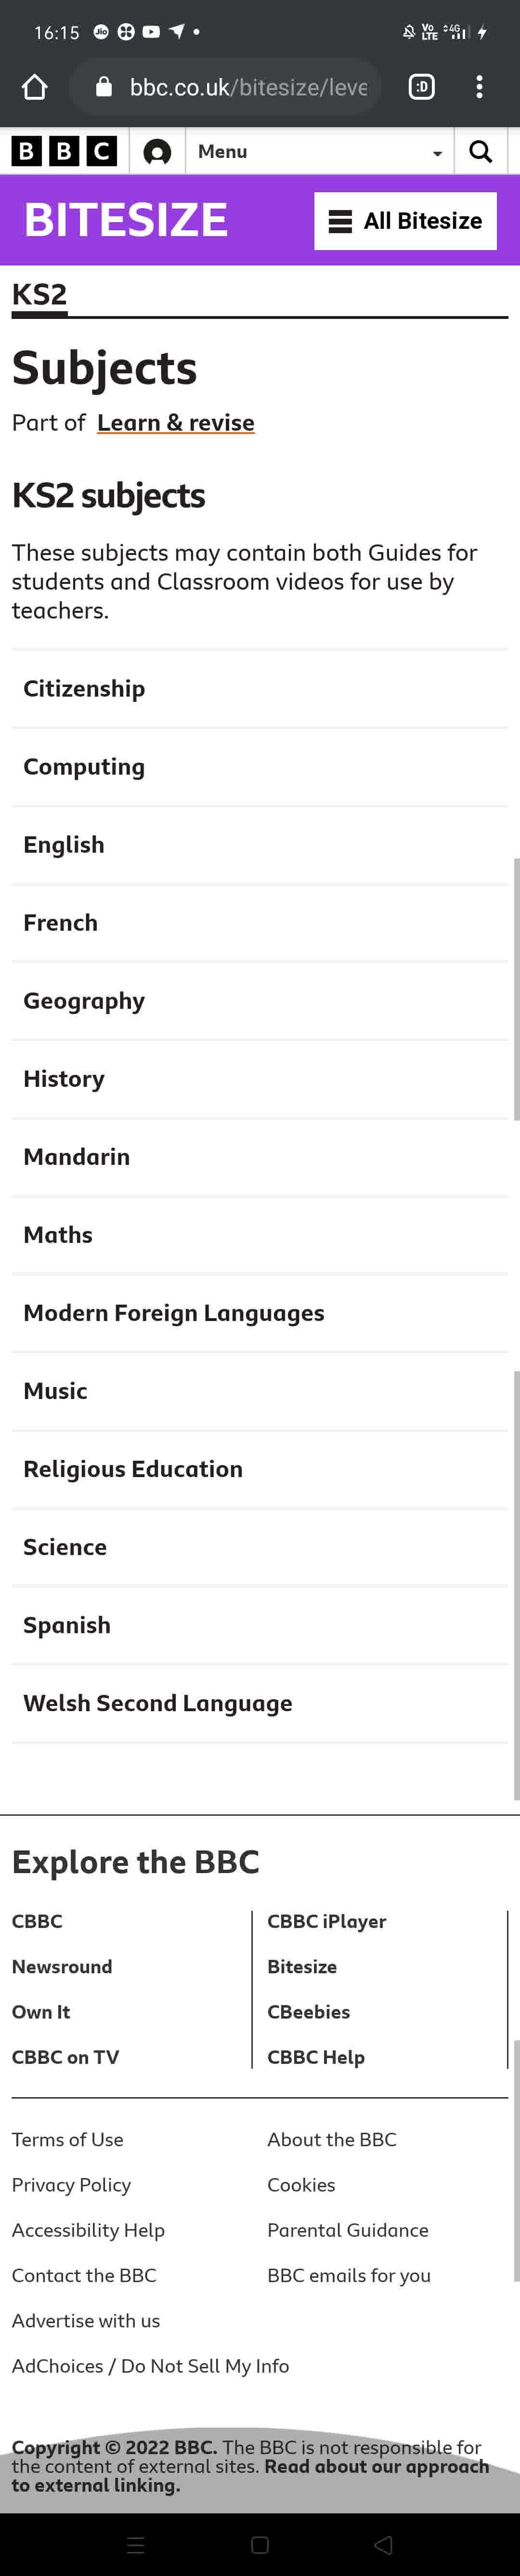 16:15
Jio
Vo
LTE
4G
bbc.co.uk/bitesize/leve
:D
BBC
Menu
BITESIZE
All Bitesize
KS2
Subjects
Part of Learn & revise
KS2 subjects
These subjects may contain both Guides for
students and Classroom videos for use by
teachers.
Citizenship
Computing
English
French
Geography
History
Mandarin
Maths
Modern Foreign Languages
Music
Religious Education
Science
Spanish
Welsh Second Language
Explore the BBC
CBBC
CBBC iPlayer
Newsround
Bitesize
Own It
CBeebies
CBBC on TV
CBBC Help
Terms of Use
About the BBC
Privacy Policy
Cookies
Accessibility Help
Parental Guidance
Contact the BBC
BBC emails for you
Advertise with us
AdChoices / Do Not Sell My Info
Copyright © 2022 BBC. The BBC is not responsible for
the content of external sites. Read about our approach
to external linking.